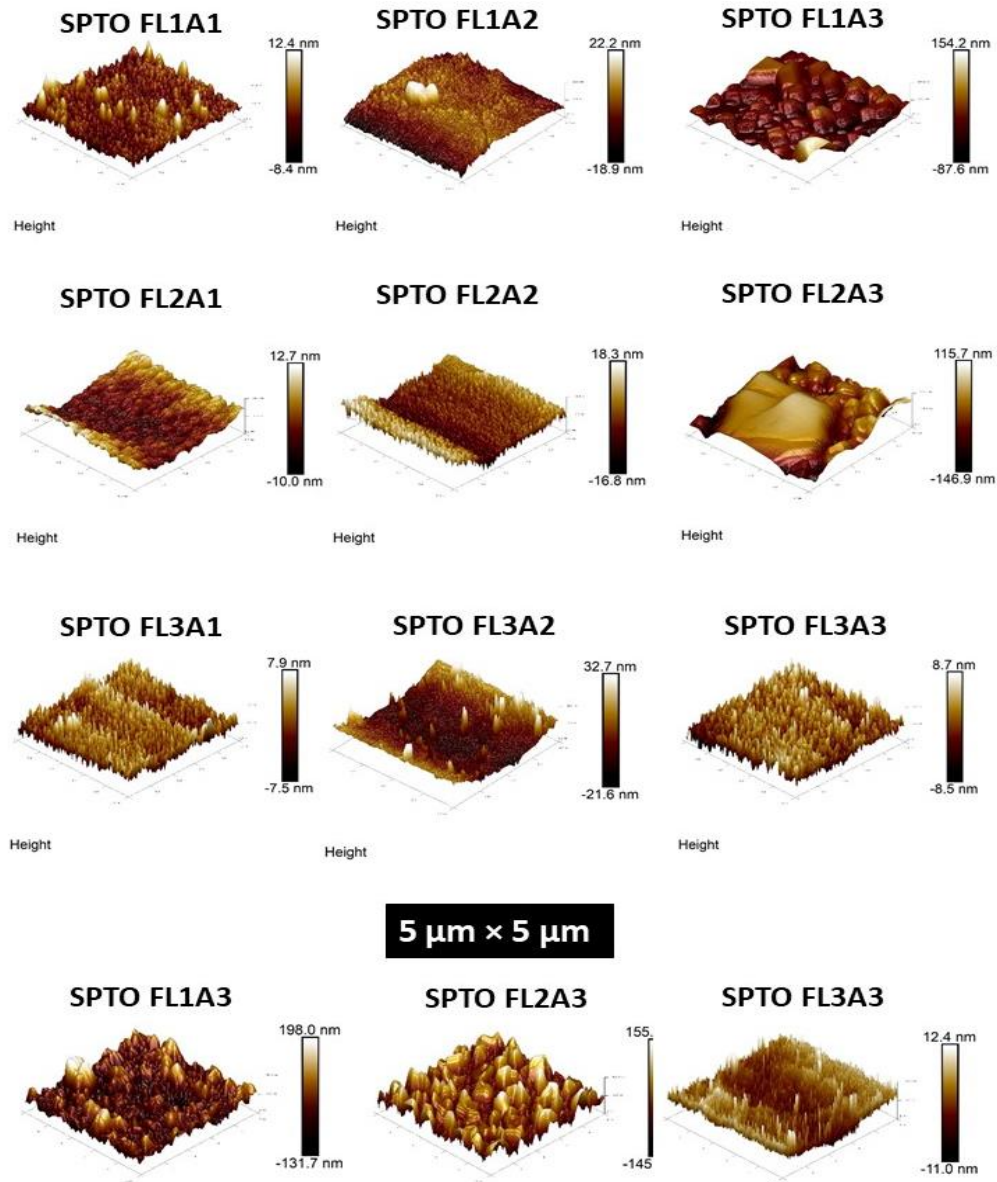 SPTO FL1A1 SPTO FL1A2 SPTO FL1A3
12.4 nm 22.2 nm 154.2 nm
-8.4 nm -18.9 nm -87.6 nm
Height Height Height
SPTO FL2A1 SPTO FL2A2 SPTO FL2A3
12.7 nm 18.3 nm 115.7 nm
-10.0 nm -16.8 nm -146.9 nm
Height Height Height
SPTO FL3A1 SPTO FL3A2 SPTO FL3A3
7.9 nm 32.7 nm 8.7 nm
-7.5 nm -21.6 nm -8.5 nm
Height Height Height
5 μm × 5 μm
SPTO FL1A3 SPTO FL2A3 SPTO FL3A3
198.0 nm 155. 12.4 nm
-131.7 nm -145 -11.0 nm